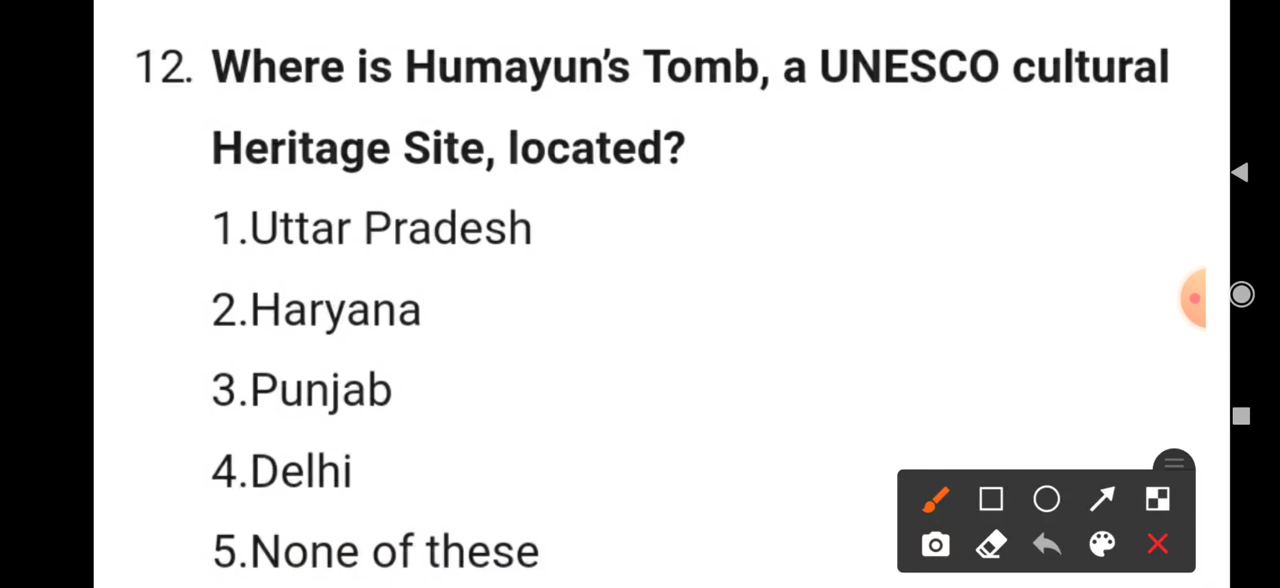 12. Where is Humayun's Tomb, a UNESCO cultural
Heritage Site, located?
1.Uttar Pradesh
2.Haryana
3.Punjab
4.Delhi
5.None of these